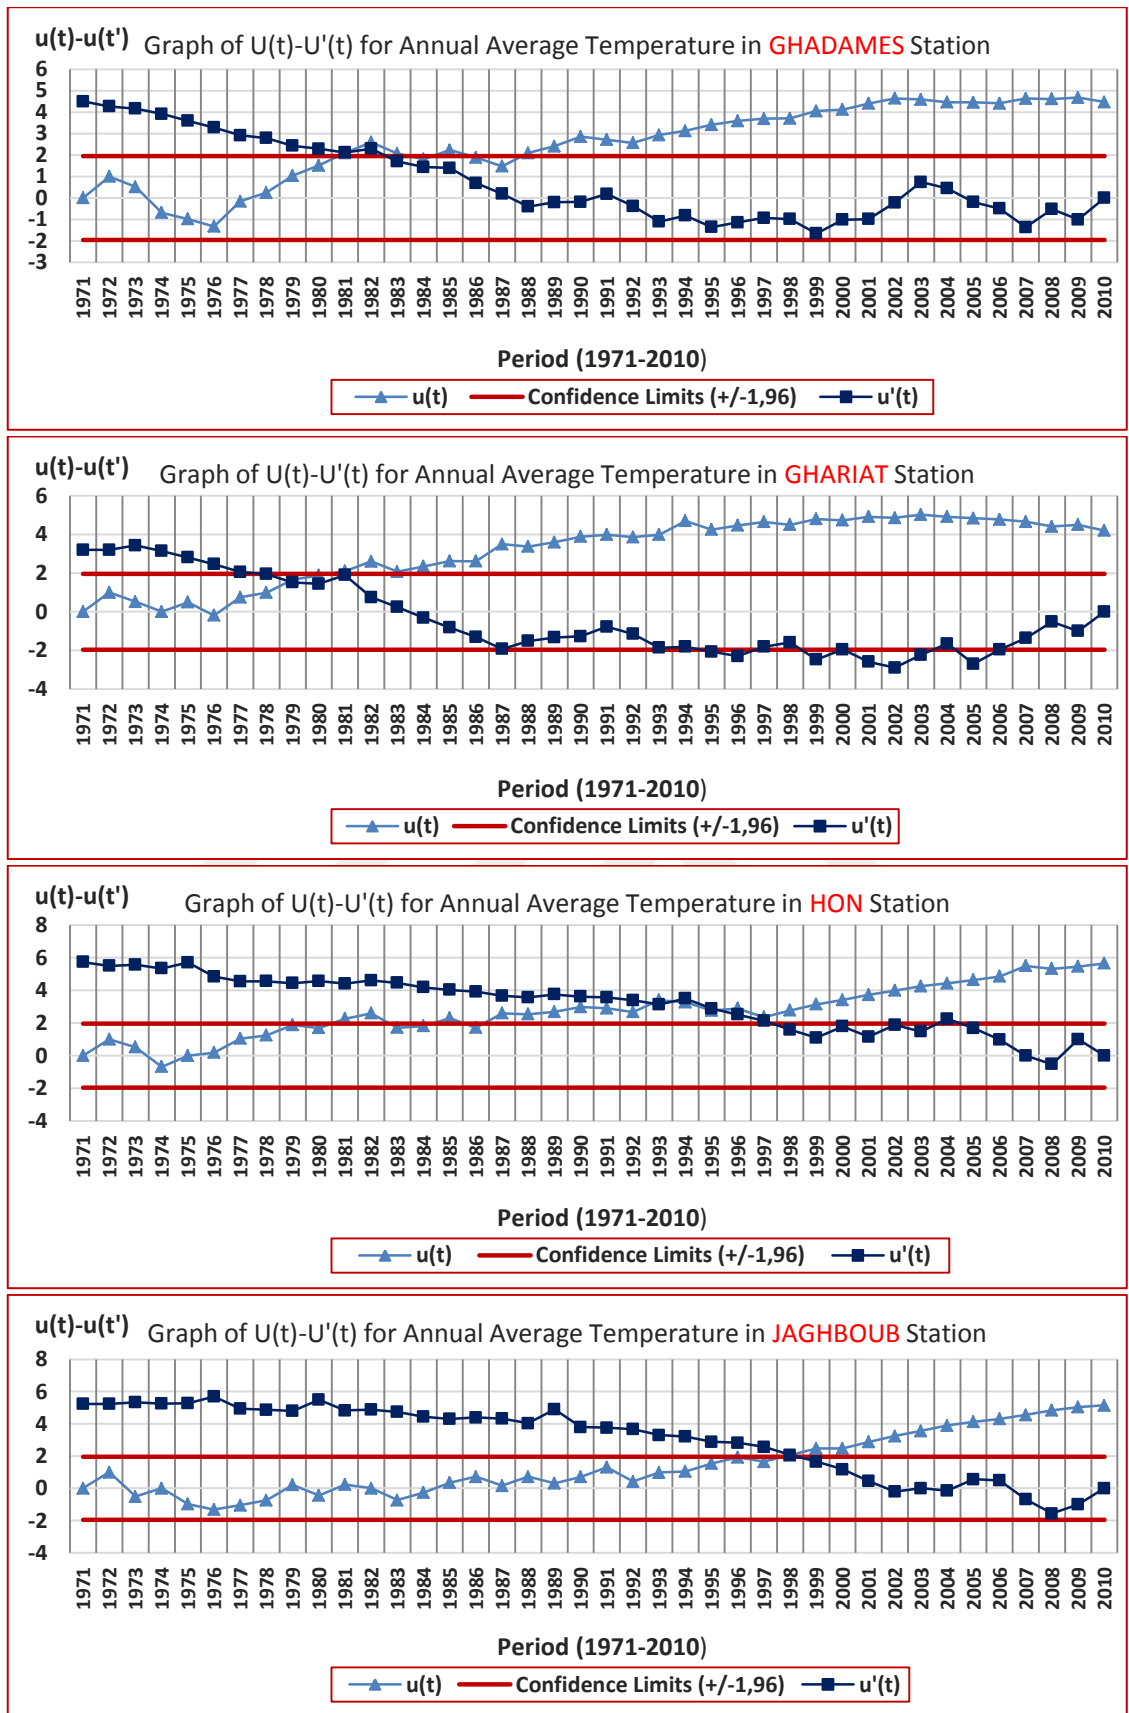 u(t)-u(t') Graph of U(t)-U'(t) for Annual Average Temperature in GHADAMES Station
6
5
4
3
2
1
0
-1
-2
-3
1971 1972 1973 1974 1975 1976 1977 1978 1979 1980 1981 1982 1983 1984 1985 1986 1987 1988 1989 1990 1991 1992 1993 1994 1995 1996 1997 1998 1999 2000 2001 2002 2003 2004 2005 2006 2007 2008 2009 2010
Period (1971-2010)
u(t) Confidence Limits (+/-1,96) u'(t)
u(t)-u(t') Graph of U(t)-U'(t) for Annual Average Temperature in GHARIAT Station
6
4
2
0
-2
-4
1971 1972 1973 1974 1975 1976 1977 1978 1979 1980 1981 1982 1983 1984 1985 1986 1987 1988 1989 1990 1991 1992 1993 1994 1995 1996 1997 1998 1999 2000 2001 2002 2003 2004 2005 2006 2007 2008 2009 2010
Period (1971-2010)
u(t) Confidence Limits (+/-1,96) u'(t)
u(t)-u(t') Graph of U(t)-U'(t) for Annual Average Temperature in HON Station
8
6
4
2
0
-2
-4
1971 1972 1973 1974 1975 1976 1977 1978 1979 1980 1981 1982 1983 1984 1985 1986 1987 1988 1989 1990 1991 1992 1993 1994 1995 1996 1997 1998 1999 2000 2001 2002 2003 2004 2005 2006 2007 2008 2009 2010
Period (1971-2010)
u(t) Confidence Limits (+/-1,96) u'(t)
u(t)-u(t') Graph of U(t)-U'(t) for Annual Average Temperature in JAGHBOUB Station
8
6
4
2
0
-2
-4
1971 1972 1973 1974 1975 1976 1977 1978 1979 1980 1981 1982 1983 1984 1985 1986 1987 1988 1989 1990 1991 1992 1993 1994 1995 1996 1997 1998 1999 2000 2001 2002 2003 2004 2005 2006 2007 2008 2009 2010
Period (1971-2010)
u(t) Confidence Limits (+/-1,96) u'(t)